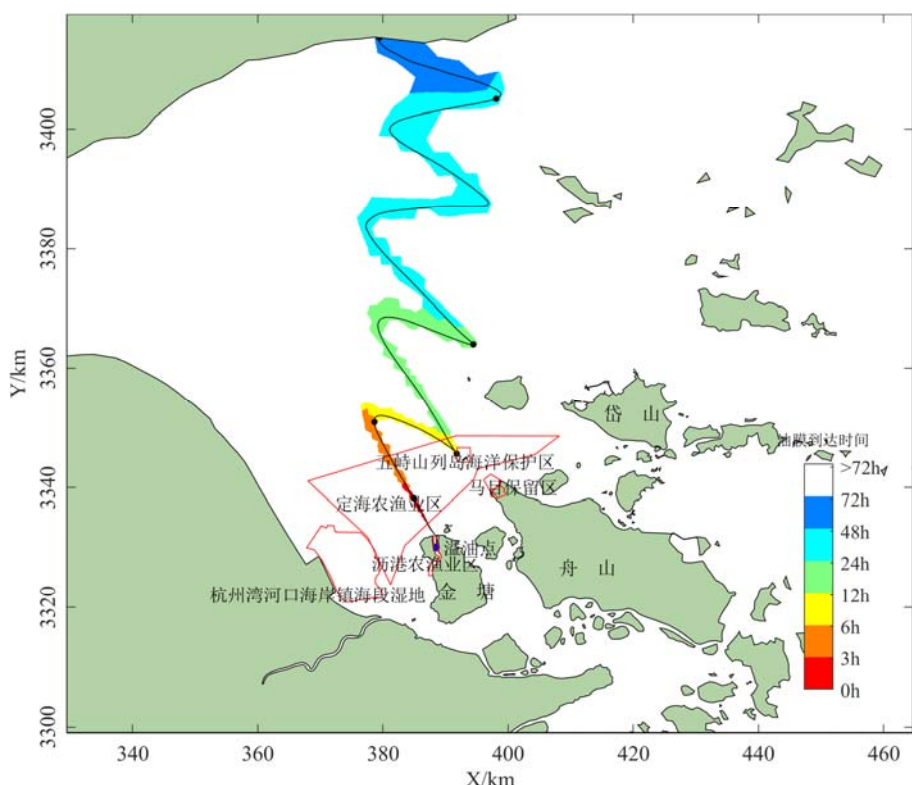 Y/km
3400
3380
3360
3340
3320
3300
340
360
380
400
420
440
460
X/km
岱 山
油膜到达时间
五峙山列岛海洋保护区
马目保留区
定海农渔业区
溢油点
沥港农渔业区
舟 山
杭州湾河口海岸镇海段湿地
金 塘
>72h
72h
48h
24h
12h
6h
3h
0h